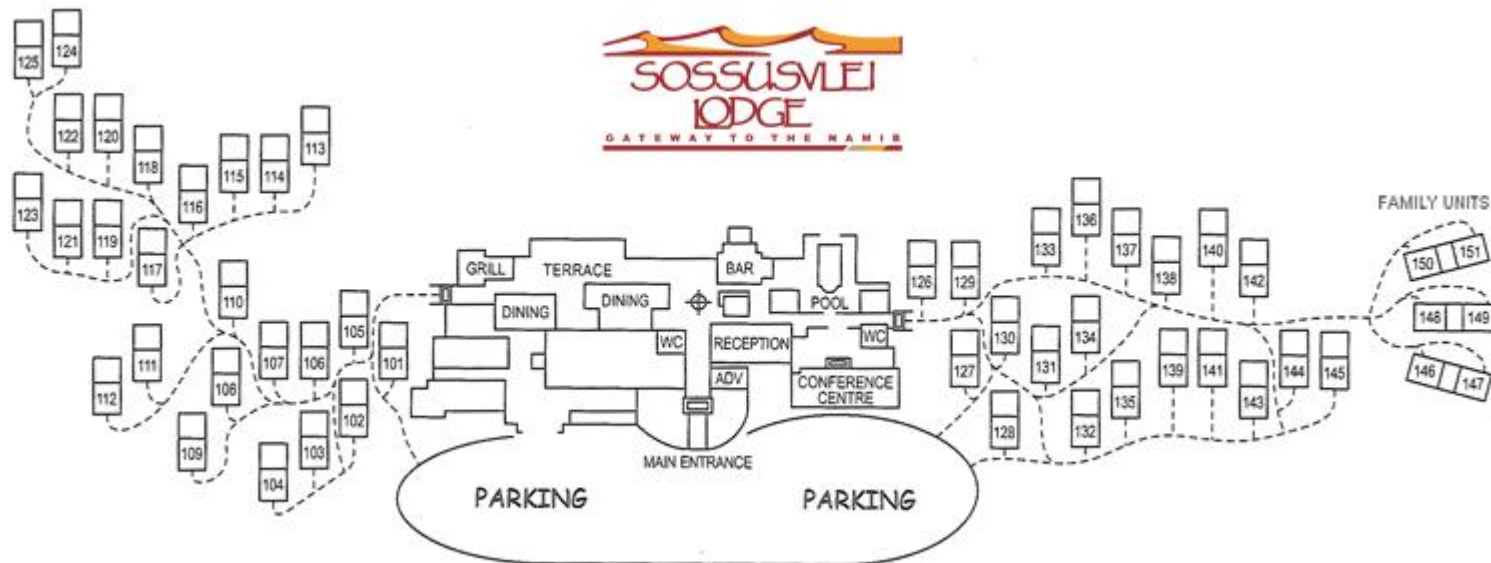 SOSSUSVLEI
LODGE
GATEWAY TO THE NAMIB
125
124
122
120
118
116
115
114
113
123
121
119
117
110
112
111
108
107
106
105
101
109
104
103
102
GRILL
TERRACE
BAR
DINING
DINING
POOL
WC
RECEPTION
WC
ADV
CONFERENCE
CENTRE
MAIN ENTRANCE
PARKING
PARKING
126
129
133
136
137
138
140
142
127
130
131
134
128
132
135
139
141
143
144
145
FAMILY UNITS
150
151
148
149
146
147